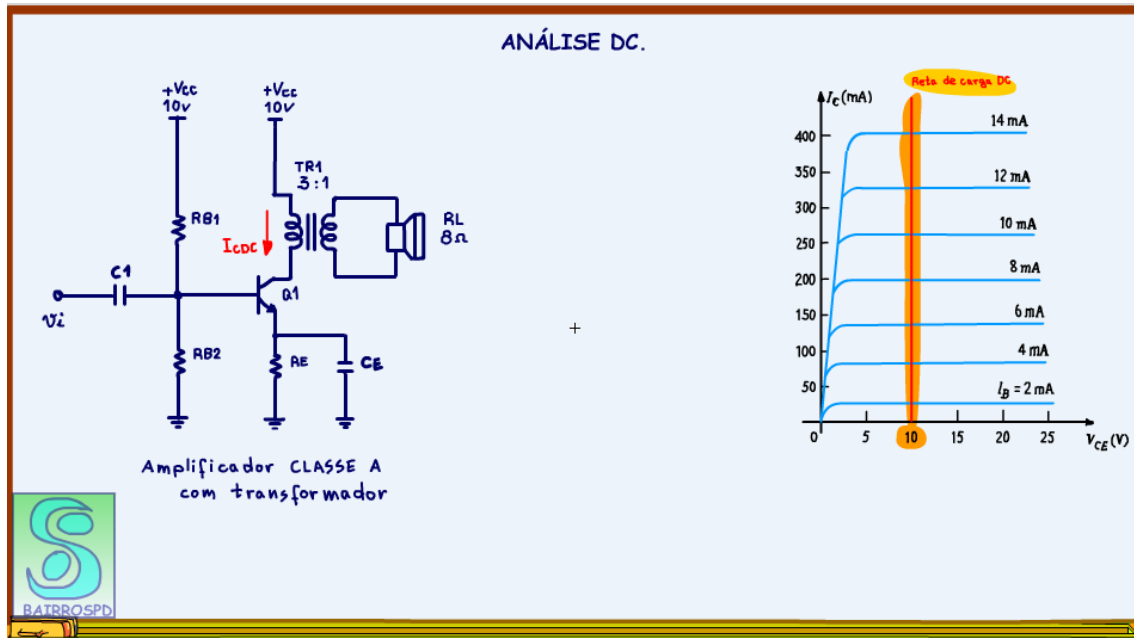 ANÁLISE DC.
+Vcc
10v
+Vcc
10v
TR1
3:1
RB1
ICDC
RL
8Ω
C1
Q1
Vi
RB2
RE
CE
Amplificador CLASSE A
com transformador
Reta de carga DC
IC (mA)
14 mA
400
350
12 mA
300
10 mA
250
8 mA
200
6 mA
150
4 mA
100
IB = 2 mA
50
0 5 10 15 20 25 VCE (V)
BAIRROSPD